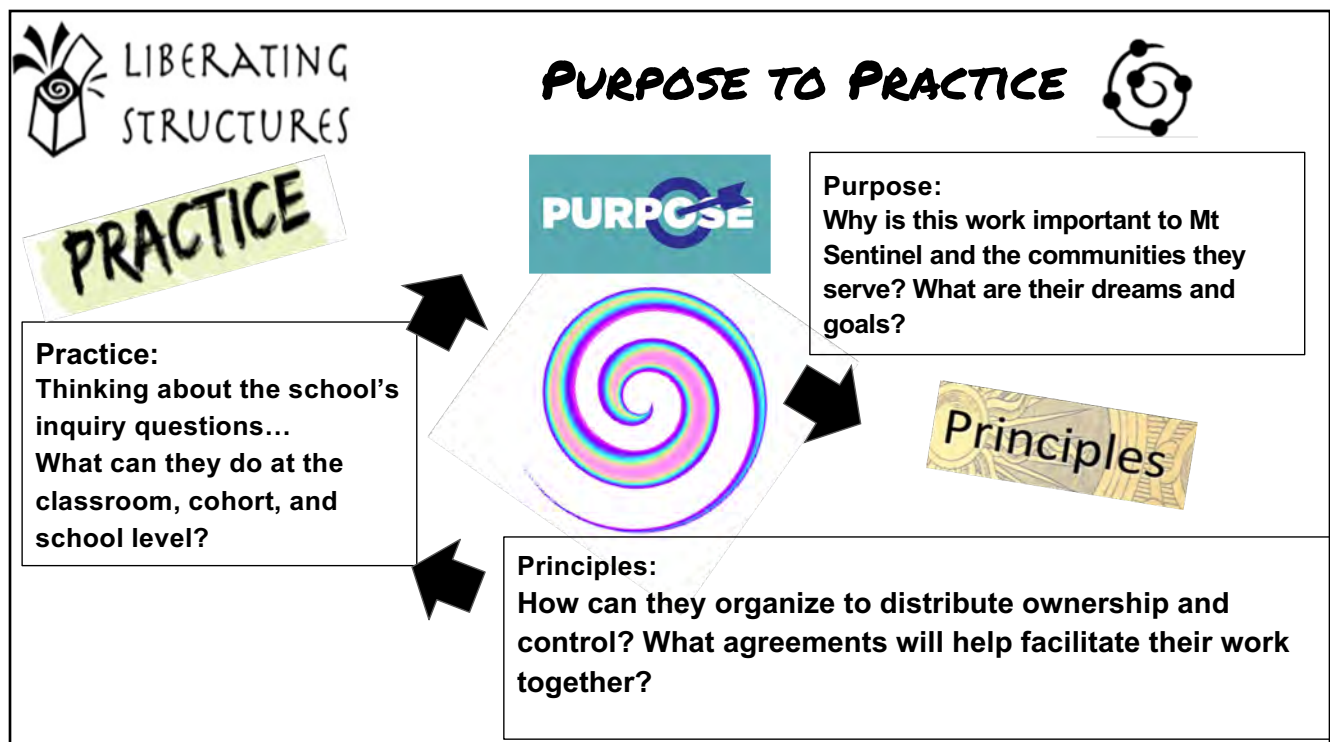 LIBERATING
STRUCTURES
PURPOSE TO PRACTICE
PRACTICE
PURPOSE
Purpose:
Why is this work important to Mt
Sentinel and the communities they
serve? What are their dreams and
goals?
Practice:
Thinking about the school’s
inquiry questions…
What can they do at the
classroom, cohort, and
school level?
Principles
Principles:
How can they organize to distribute ownership and
control? What agreements will help facilitate their work
together?